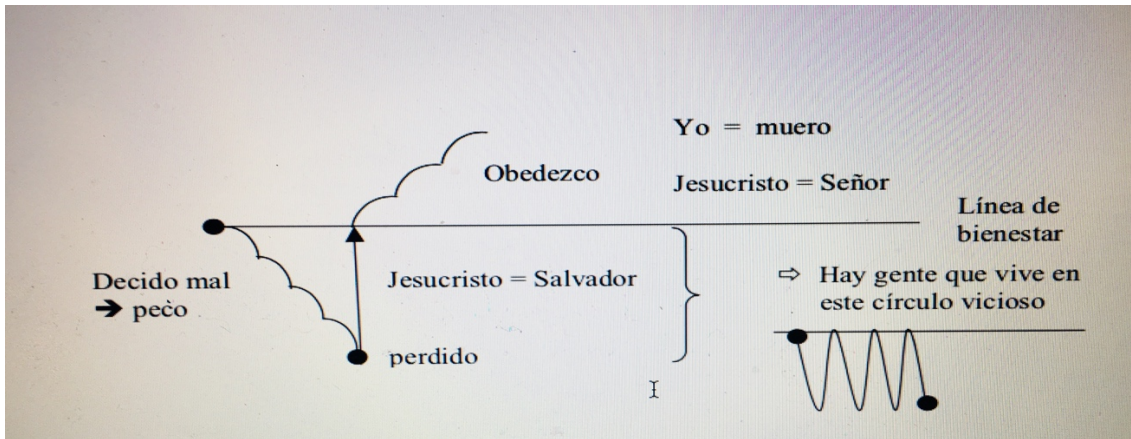 Yo = muero
Obedezco
Jesucristo = Señor
Línea de
bienestar
Decido mal
➔ peco
Jesucristo = Salvador
⇨ Hay gente que vive en
este círculo vicioso
perdido